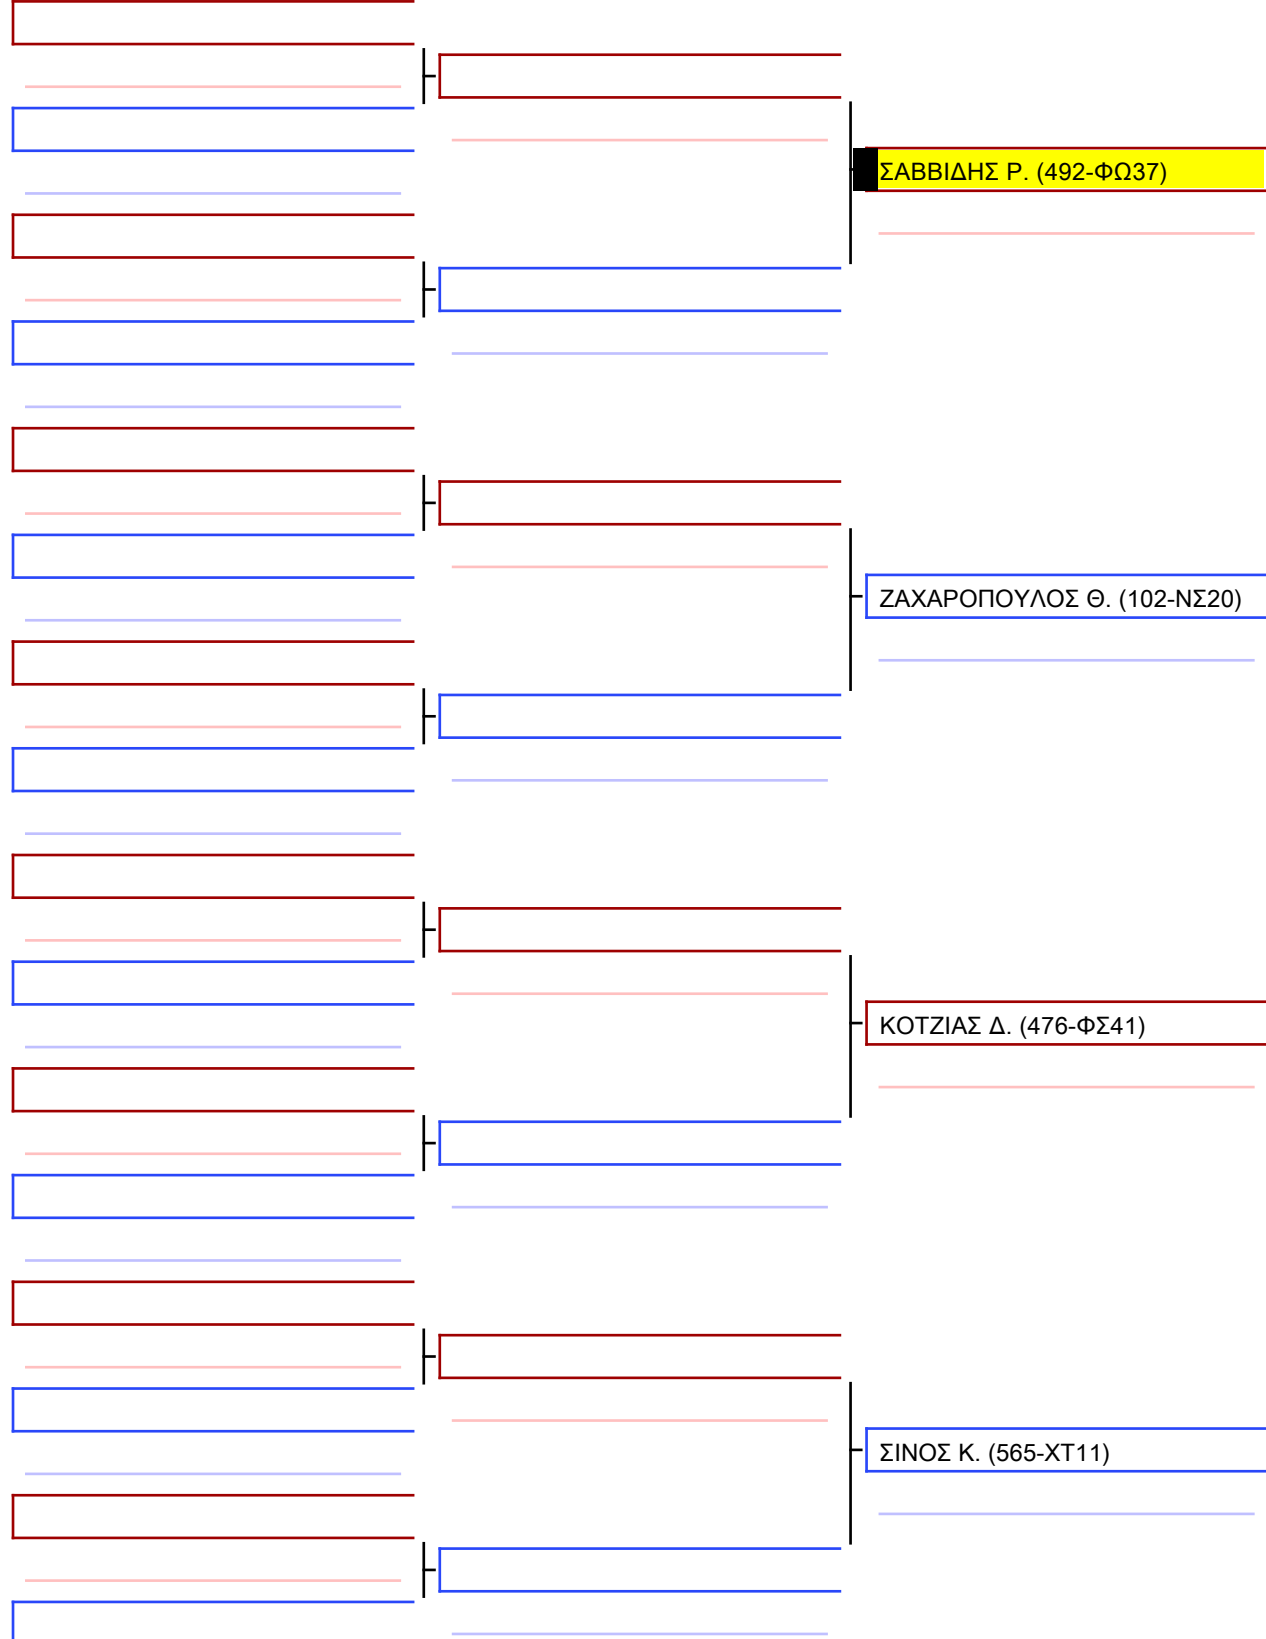 ΣΑΒΒΙΔΗΣ Ρ. (492-ΦΩ37)
ΖΑΧΑΡΟΠΟΥΛΟΣ Θ. (102-ΝΣ20)
ΚΟΤΖΙΑΣ Δ. (476-ΦΣ41)
ΣΙΝΟΣ Κ. (565-ΧΤ11)